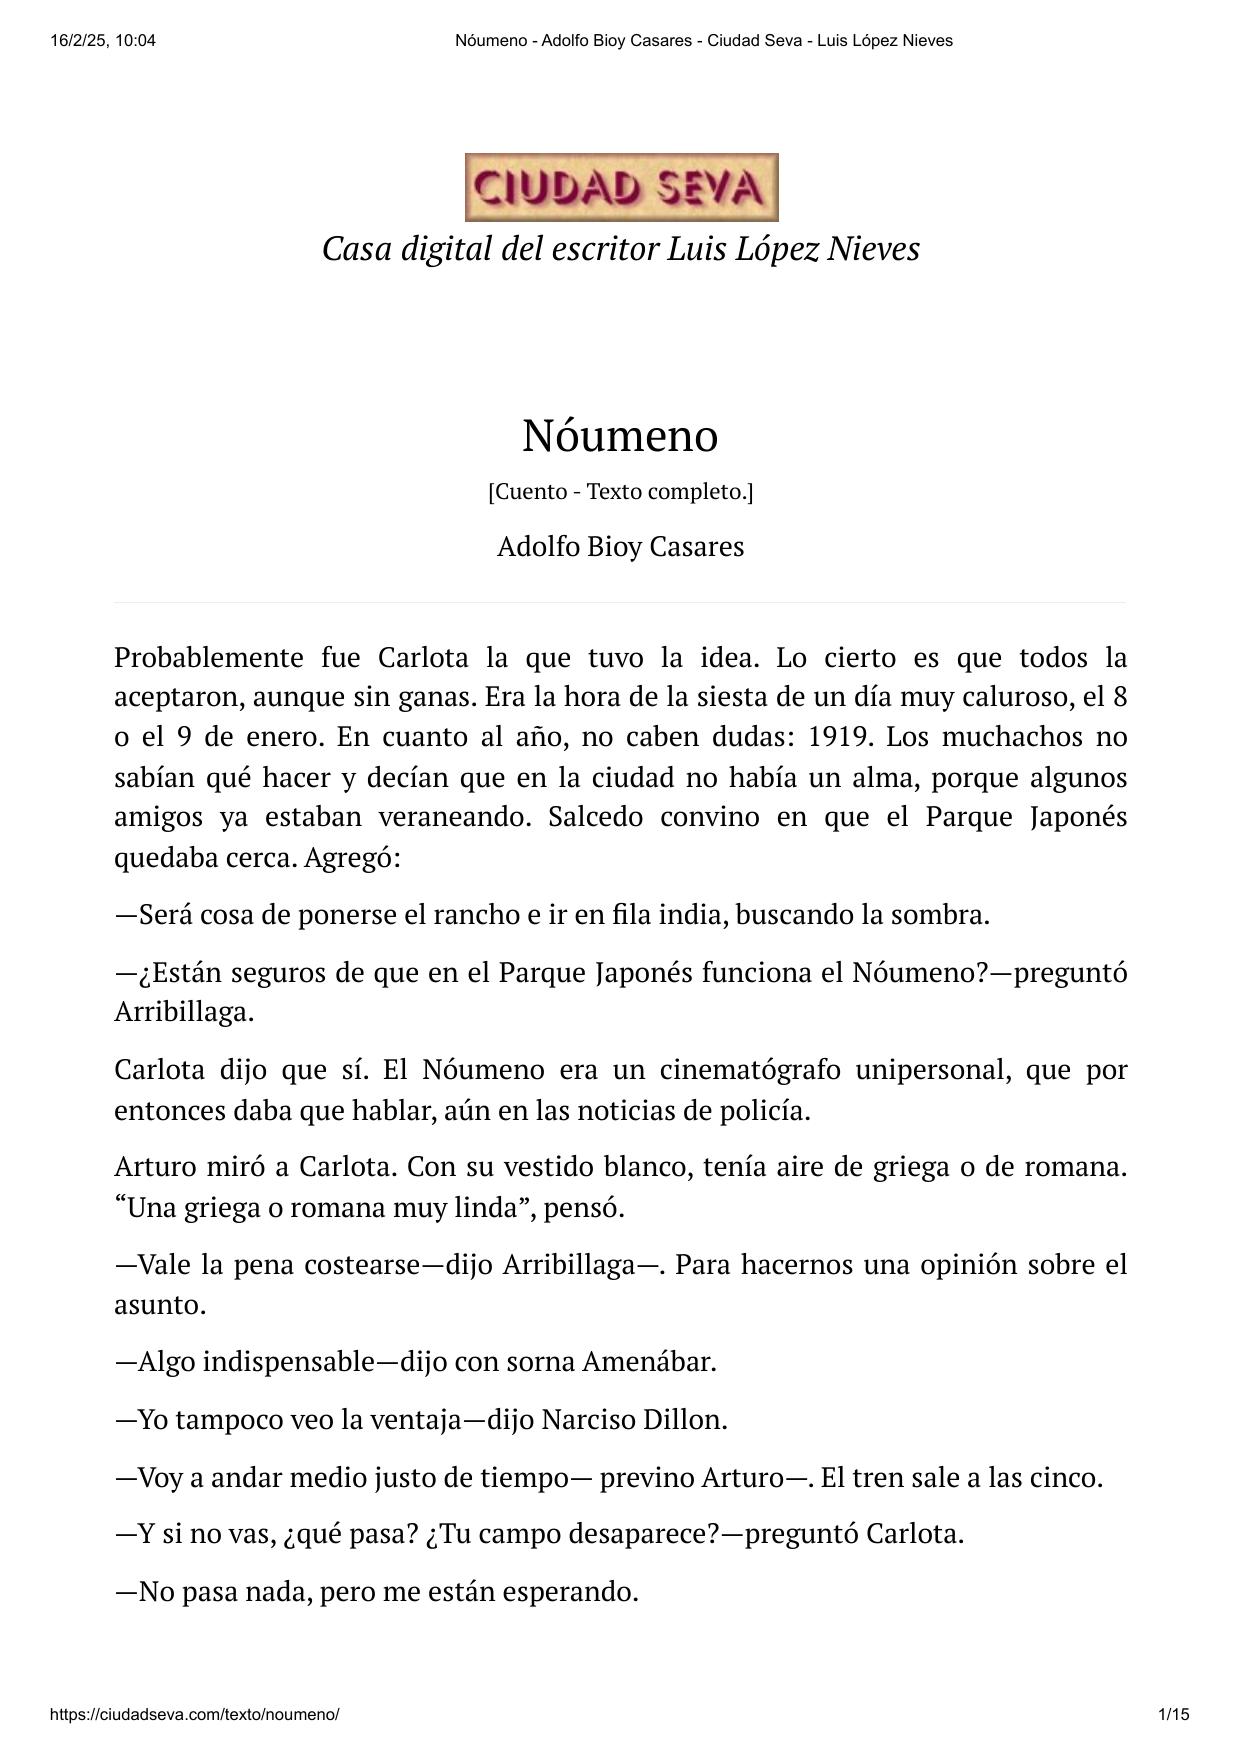 16/2/25, 10:04
Nóumeno - Adolfo Bioy Casares - Ciudad Seva - Luis López Nieves
CIUDAD SEVA
Casa digital del escritor Luis López Nieves
Nóumeno
[Cuento - Texto completo.]
Adolfo Bioy Casares
Probablemente fue Carlota la que tuvo la idea. Lo cierto es que todos la
aceptaron, aunque sin ganas. Era la hora de la siesta de un día muy caluroso, el 8
o el 9 de enero. En cuanto al año, no caben dudas: 1919. Los muchachos no
sabían qué hacer y decían que en la ciudad no había un alma, porque algunos
amigos ya estaban veraneando. Salcedo convino en que el Parque Japonés
quedaba cerca. Agregó:
—Será cosa de ponerse el rancho e ir en fila india, buscando la sombra.
—¿Están seguros de que en el Parque Japonés funciona el Nóumeno?—preguntó
Arribillaga.
Carlota dijo que sí. El Nóumeno era un cinematógrafo unipersonal, que por
entonces daba que hablar, aún en las noticias de policía.
Arturo miró a Carlota. Con su vestido blanco, tenía aire de griega o de romana.
“Una griega o romana muy linda”, pensó.
—Vale la pena costearse—dijo Arribillaga—. Para hacernos una opinión sobre el
asunto.
—Algo indispensable—dijo con sorna Amenábar.
—Yo tampoco veo la ventaja—dijo Narciso Dillon.
—Voy a andar medio justo de tiempo— previno Arturo—. El tren sale a las cinco.
—Y si no vas, ¿qué pasa? ¿Tu campo desaparece?—preguntó Carlota.
—No pasa nada, pero me están esperando.
https://ciudadseva.com/texto/noumeno/
1/15